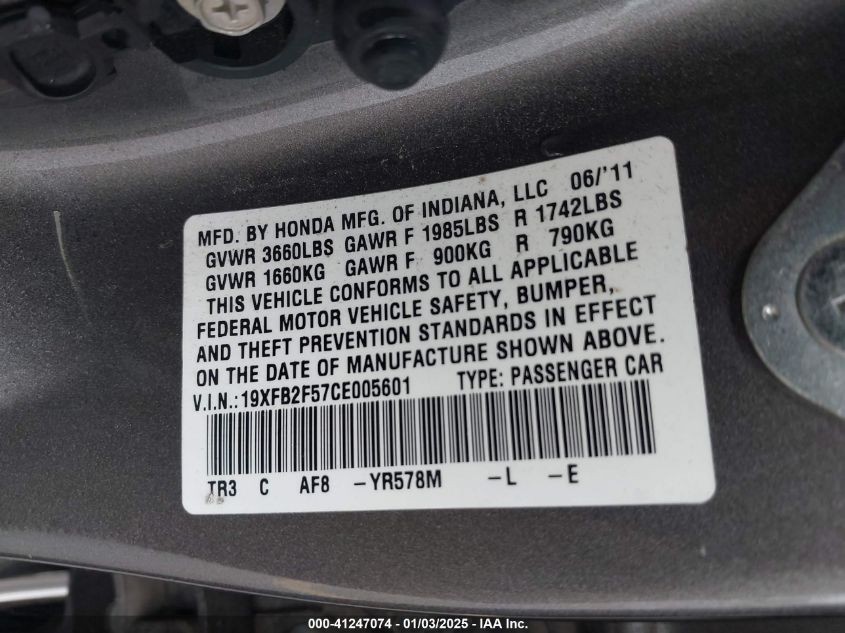 MFD. BY HONDA MFG. OF INDIANA, LLC 06/'11
GVWR 3660LBS GAWR F 1985LBS R 1742LBS
GVWR 1660KG GAWR F 900KG R 790KG
THIS VEHICLE CONFORMS TO ALL APPLICABLE
FEDERAL MOTOR VEHICLE SAFETY, BUMPER,
AND THEFT PREVENTION STANDARDS IN EFFECT
ON THE DATE OF MANUFACTURE SHOWN ABOVE.
V.I.N.:19XFB2F57CE005601 TYPE: PASSENGER CAR
TR3 C AF8 -YR578M -L -E
000-41247074 - 01/03/2025 - IAA Inc.